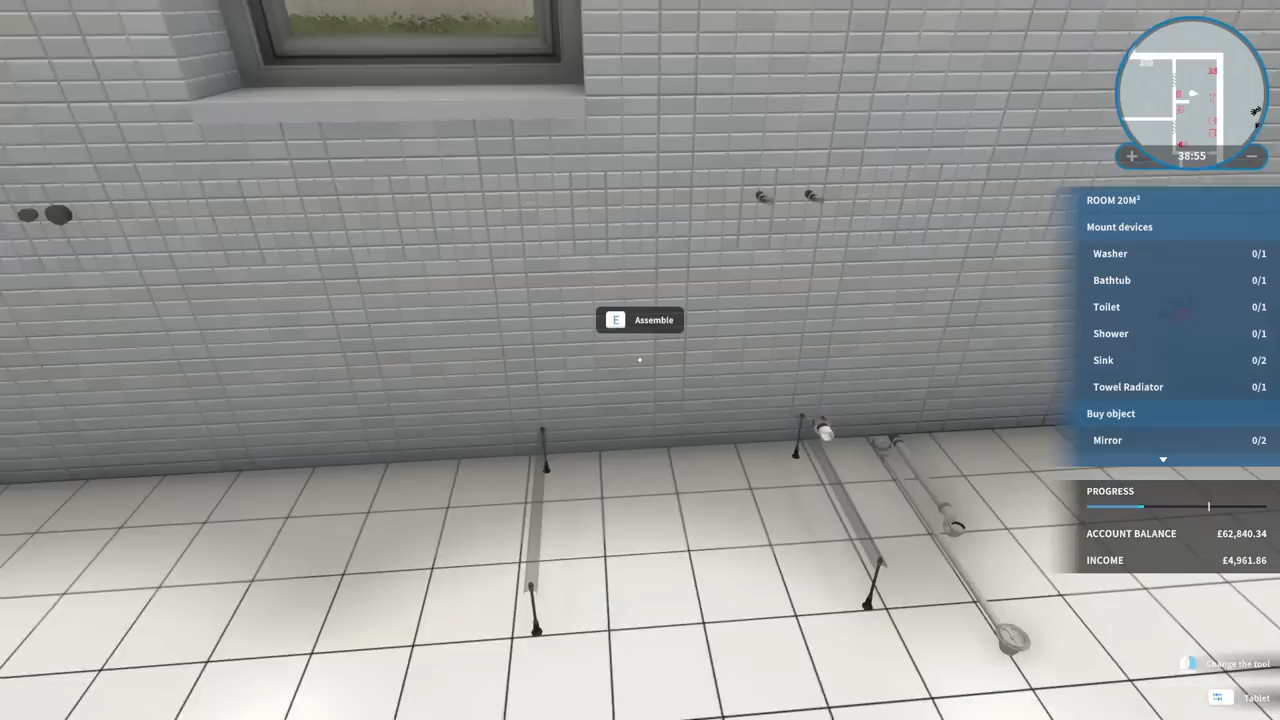 38:55
ROOM 20M²
Mount devices
Washer 0/1
Bathtub 0/1
Toilet 0/1
Shower 0/1
Sink 0/2
Towel Radiator 0/1
Buy object
Mirror 0/2
E Assemble
PROGRESS
ACCOUNT BALANCE £62,840.34
INCOME £4,961.86
Change the tool
Tablet